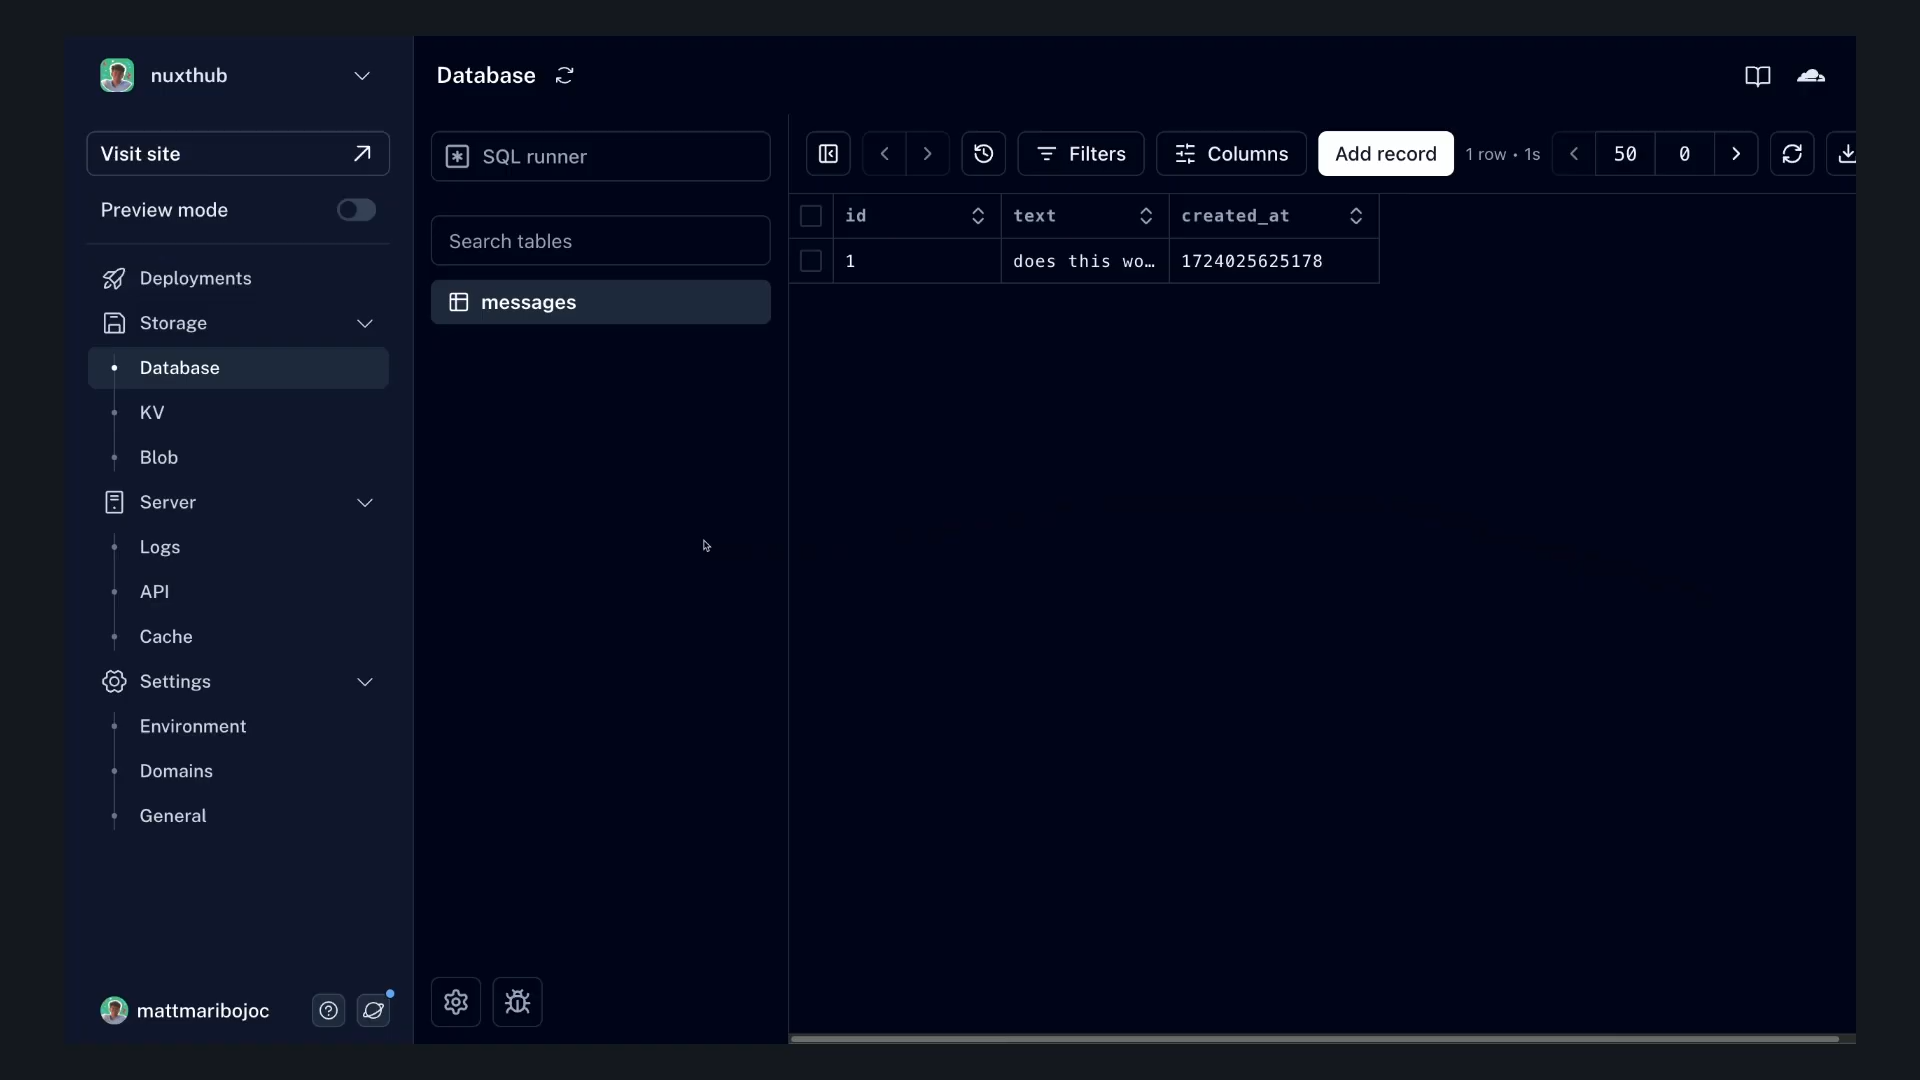 nuxthub
Visit site
Preview mode
Deployments
Storage
Database
KV
Blob
Server
Logs
API
Cache
Settings
Environment
Domains
General
mattmaribojoc
Database
SQL runner
Search tables
messages
Filters
Columns
Add record
1 row • 1s
50
0
id text created_at
1 does this wo… 1724025625178